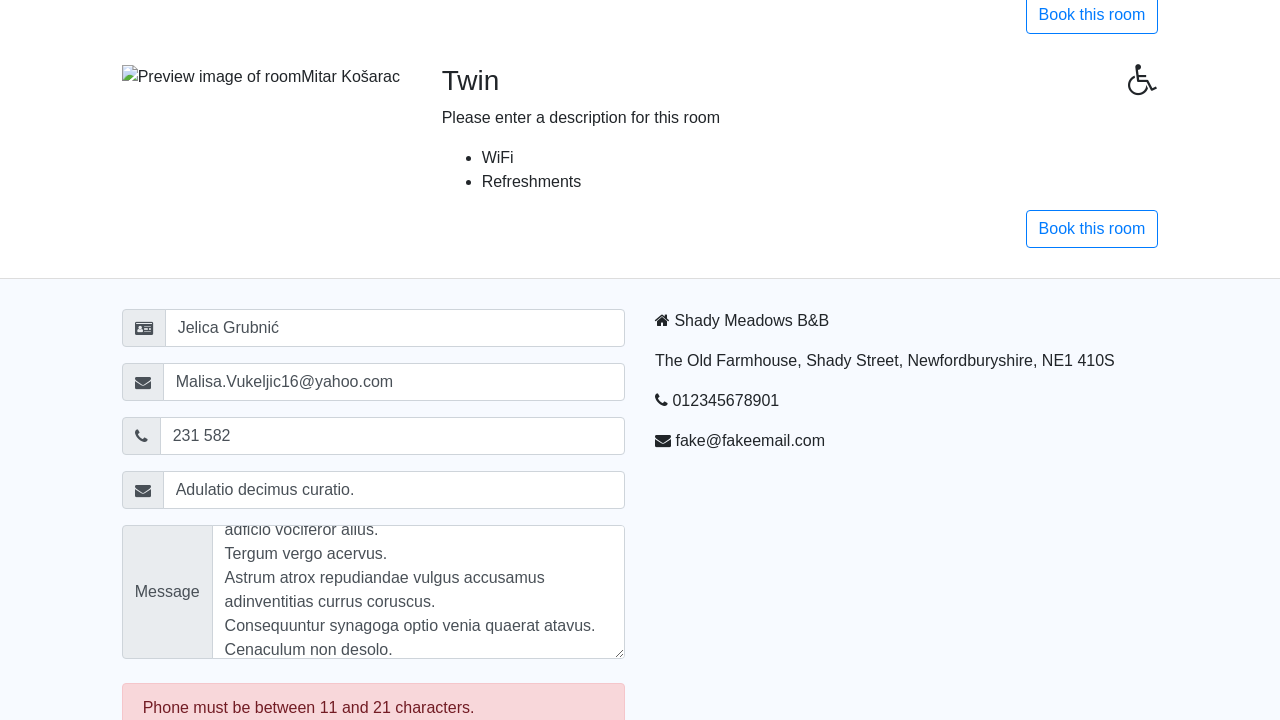 Book this room
Preview image of roomMitar Košarac
Twin
Please enter a description for this room
WiFi
Refreshments
Book this room
Jelica Grubnić
Malisa.Vukeljic16@yahoo.com
231 582
Adulatio decimus curatio.
Message
adficio vociferor alius.
Tergum vergo acervus.
Astrum atrox repudiandae vulgus accusamus
adinventitias currus coruscus.
Consequuntur synagoga optio venia quaerat atavus.
Cenaculum non desolo.
Phone must be between 11 and 21 characters.
Shady Meadows B&B
The Old Farmhouse, Shady Street, Newfordburyshire, NE1 410S
012345678901
fake@fakeemail.com